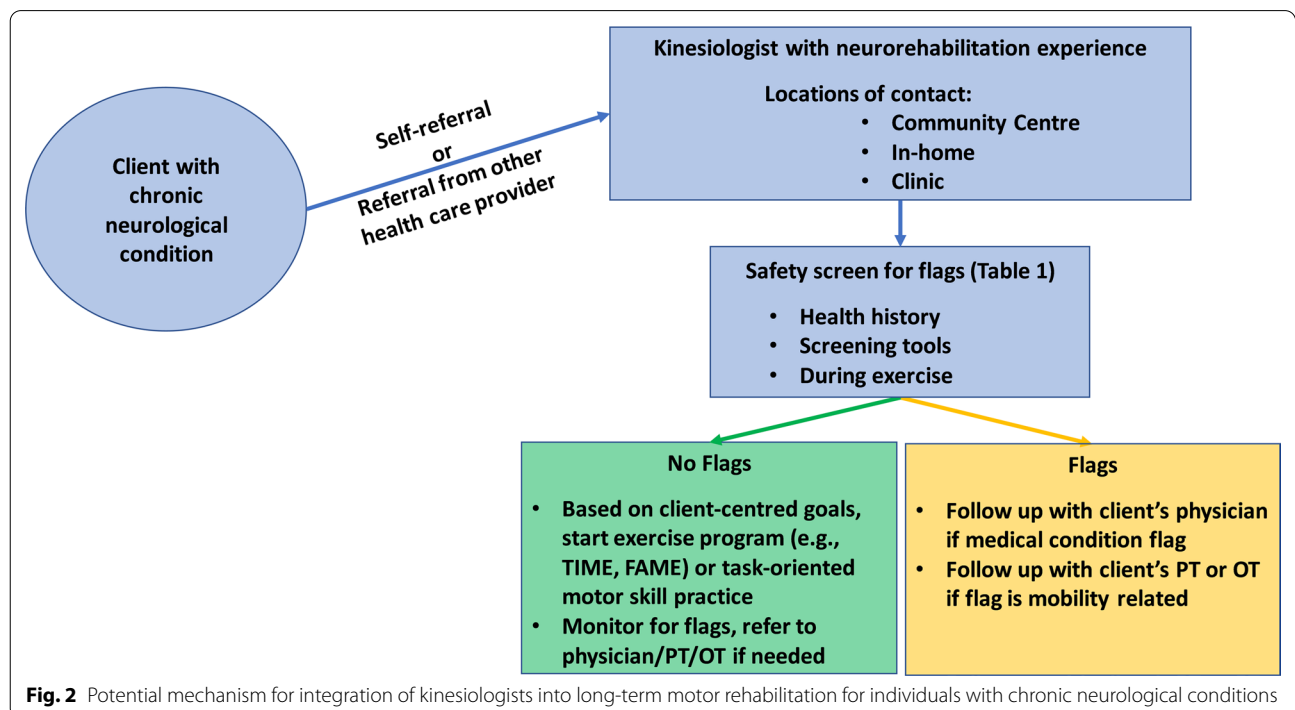 Client with
chronic
neurological
condition
Self-referral
or
Referral from other
health care provider
Kinesiologist with neurorehabilitation experience
Locations of contact:
• Community Centre
• In-home
• Clinic
Safety screen for flags (Table 1)
• Health history
• Screening tools
• During exercise
No Flags
• Based on client-centred goals,
start exercise program (e.g.,
TIME, FAME) or task-oriented
motor skill practice
• Monitor for flags, refer to
physician/PT/OT if needed
Flags
• Follow up with client's physician
if medical condition flag
• Follow up with client's PT or OT
if flag is mobility related
Fig. 2 Potential mechanism for integration of kinesiologists into long-term motor rehabilitation for individuals with chronic neurological conditions